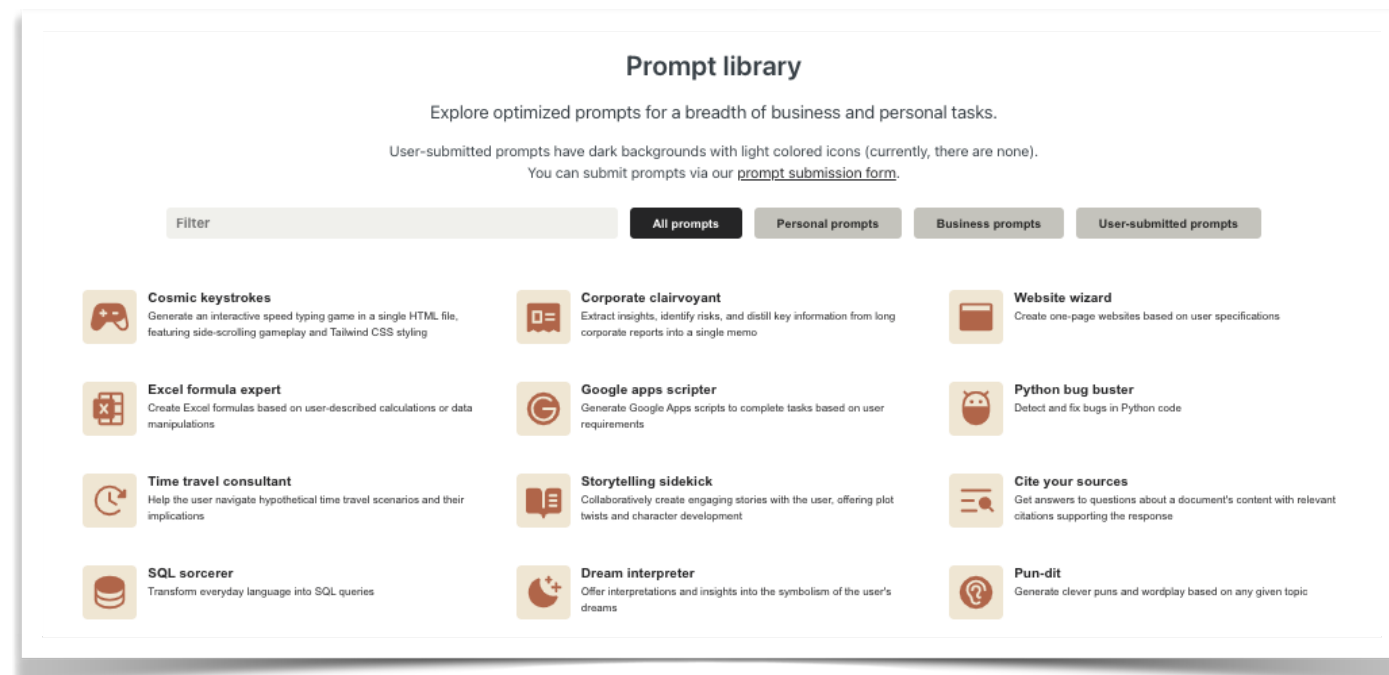 Prompt library
Explore optimized prompts for a breadth of business and personal tasks.
User-submitted prompts have dark backgrounds with light colored icons (currently, there are none).
You can submit prompts via our prompt submission form.
Filter
All prompts
Personal prompts
Business prompts
User-submitted prompts
Cosmic keystrokes
Generate an interactive speed typing game in a single HTML file,
featuring side-scrolling gameplay and Tailwind CSS styling
Corporate clairvoyant
Extract insights, identify risks, and distill key information from long
corporate reports into a single memo
Website wizard
Create one-page websites based on user specifications
Excel formula expert
Create Excel formulas based on user-described calculations or data
manipulations
Google apps scripter
Generate Google Apps scripts to complete tasks based on user
requirements
Python bug buster
Detect and fix bugs in Python code
Time travel consultant
Help the user navigate hypothetical time travel scenarios and their
implications
Storytelling sidekick
Collaboratively create engaging stories with the user, offering plot
twists and character development
Cite your sources
Get answers to questions about a document's content with relevant
citations supporting the response
SQL sorcerer
Transform everyday language into SQL queries
Dream interpreter
Offer interpretations and insights into the symbolism of the user's
dreams
Pun-dit
Generate clever puns and wordplay based on any given topic